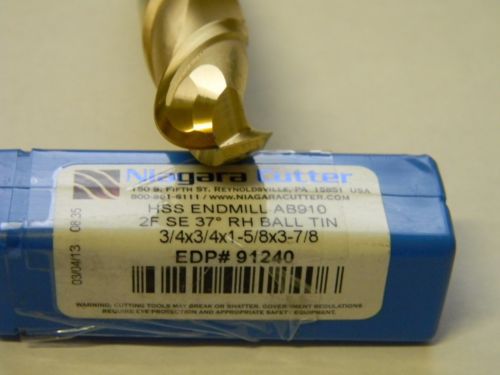 Niagara Cutter
150 S. FIFTH ST. REYNOLDSVILLE, PA 15851 USA
800-831-6111 / WWW.NIAGARACUTTER.COM
HSS ENDMILL AB910
2F SE 37° RH BALL TIN
3/4x3/4x1-5/8x3-7/8
EDP# 91240
03/04/13 08:35
WARNING: CUTTING TOOLS MAY BREAK OR SHATTER. GOVERNMENT REGULATIONS
REQUIRE EYE PROTECTION AND APPROPRIATE SAFETY EQUIPMENT.